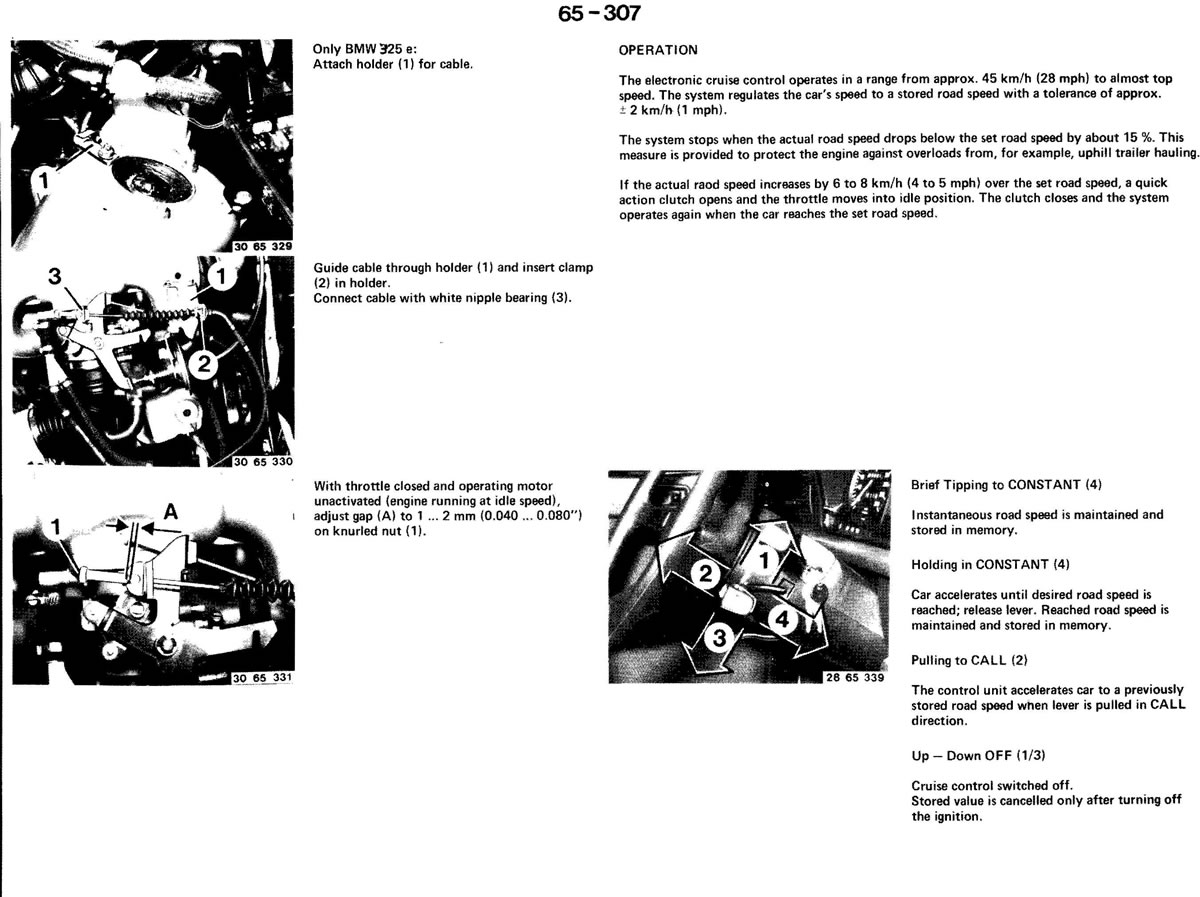 65 – 307
Only BMW 325 e:
Attach holder (1) for cable.
1
30 65 329
Guide cable through holder (1) and insert clamp
(2) in holder.
Connect cable with white nipple bearing (3).
3
1
2
30 65 330
With throttle closed and operating motor
unactivated (engine running at idle speed),
adjust gap (A) to 1 ... 2 mm (0.040 ... 0.080")
on knurled nut (1).
1
A
30 65 331
OPERATION
The electronic cruise control operates in a range from approx. 45 km/h (28 mph) to almost top
speed. The system regulates the car's speed to a stored road speed with a tolerance of approx.
± 2 km/h (1 mph).
The system stops when the actual road speed drops below the set road speed by about 15 %. This
measure is provided to protect the engine against overloads from, for example, uphill trailer hauling.
If the actual raod speed increases by 6 to 8 km/h (4 to 5 mph) over the set road speed, a quick
action clutch opens and the throttle moves into idle position. The clutch closes and the system
operates again when the car reaches the set road speed.
1
2
3
4
26 65 339
Brief Tipping to CONSTANT (4)
Instantaneous road speed is maintained and
stored in memory.
Holding in CONSTANT (4)
Car accelerates until desired road speed is
reached; release lever. Reached road speed is
maintained and stored in memory.
Pulling to CALL (2)
The control unit accelerates car to a previously
stored road speed when lever is pulled in CALL
direction.
Up – Down OFF (1/3)
Cruise control switched off.
Stored value is cancelled only after turning off
the ignition.